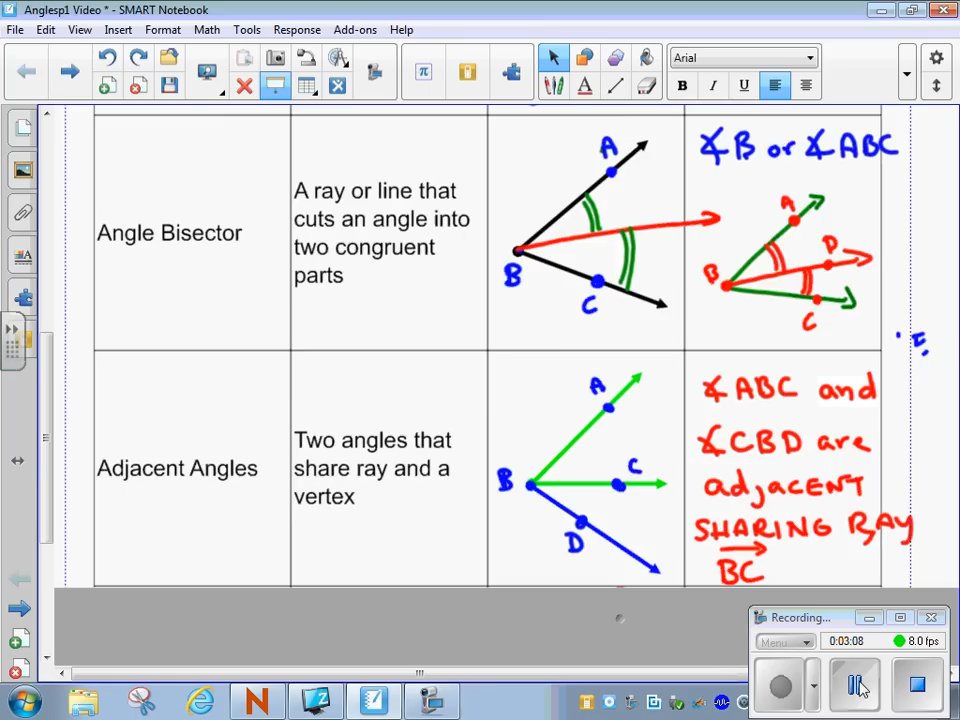 Anglesp1 Video * - SMART Notebook
File Edit View Insert Format Math Tools Response Add-ons Help
Arial
B I U
Angle Bisector
A ray or line that
cuts an angle into
two congruent
parts
A
B
C
∡B or ∡ABC
A
D
B
C
E
Adjacent Angles
Two angles that
share ray and a
vertex
A
C
B
D
∡ABC and
∡CBD are
adjacent
SHARING RAY
BC
Recording...
Menu
0:03:08
8.0 fps